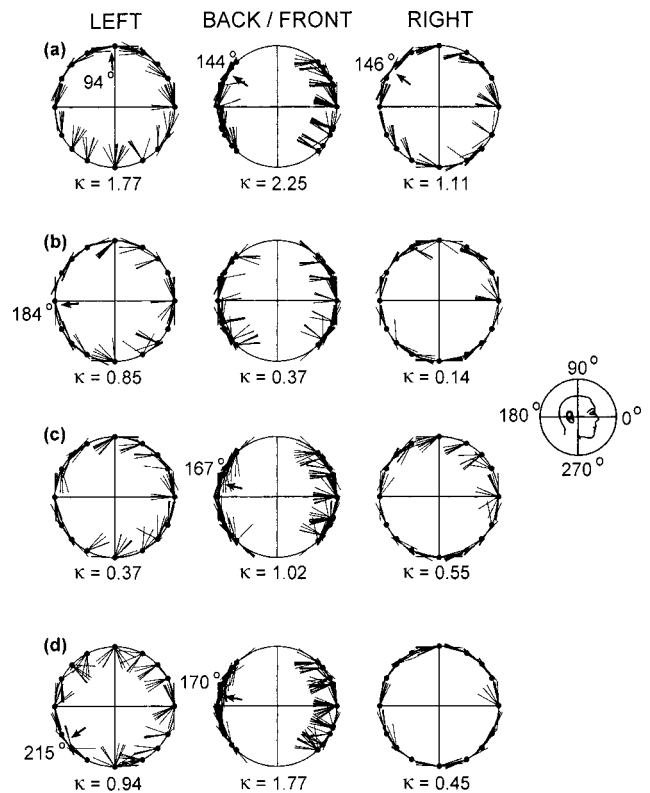 LEFT BACK / FRONT RIGHT
(a)
94° 144° 146°
κ = 1.77 κ = 2.25 κ = 1.11
(b)
184°
κ = 0.85 κ = 0.37 κ = 0.14
90°
180° 0°
270°
(c)
167°
κ = 0.37 κ = 1.02 κ = 0.55
(d)
170°
215°
κ = 0.94 κ = 1.77 κ = 0.45